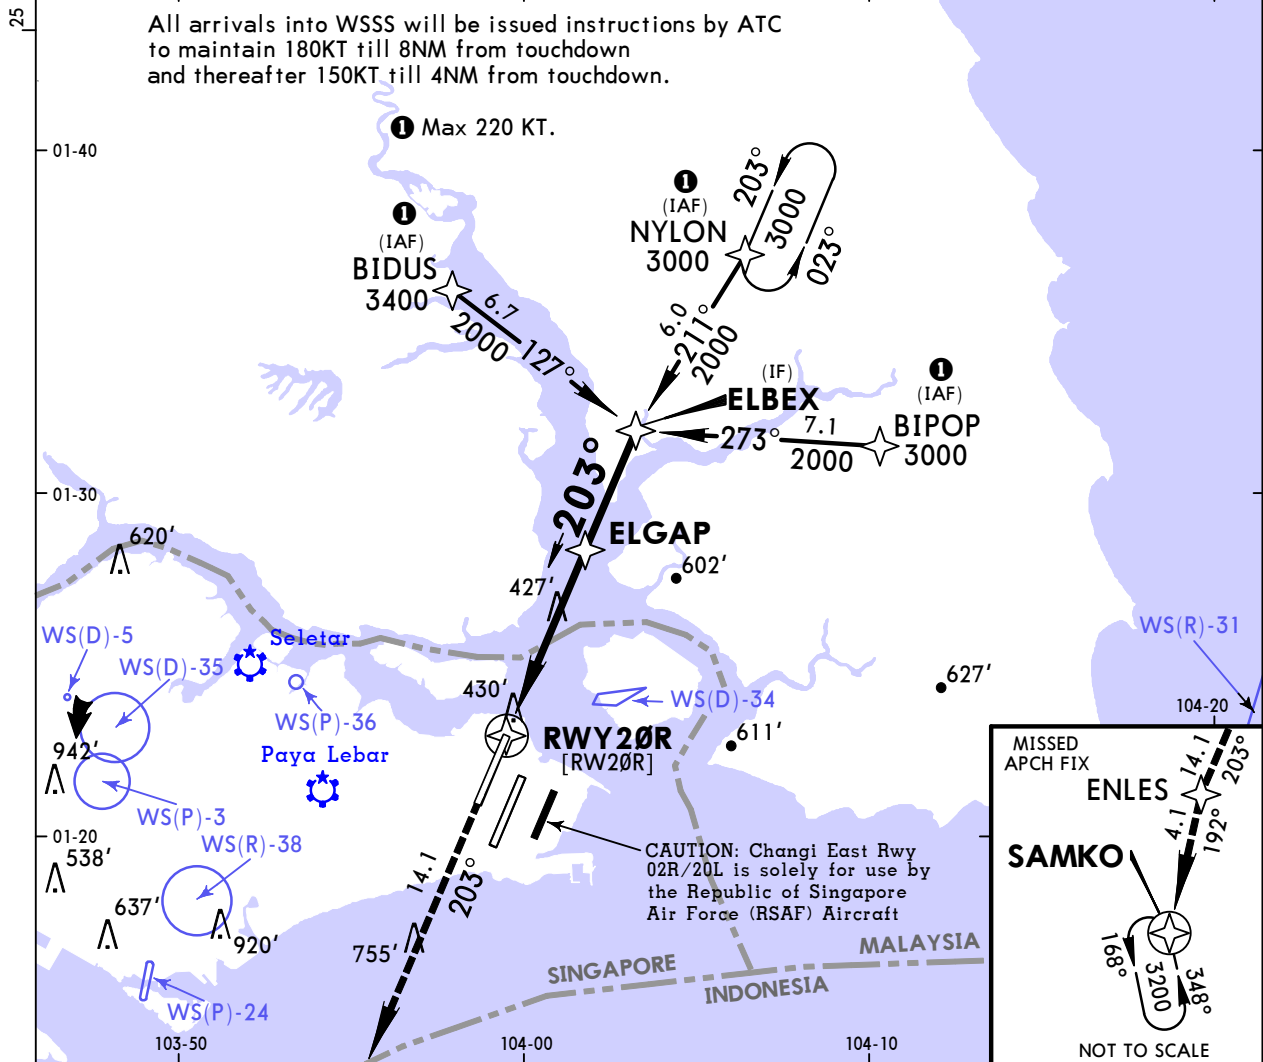 25
All arrivals into WSSS will be issued instructions by ATC
to maintain 180KT till 8NM from touchdown
and thereafter 150KT till 4NM from touchdown.
1 Max 220 KT.
01-40
1
(IAF)
NYLON
3000
203°
3000
023°
1
(IAF)
BIDUS
3400
6.7
2000
127°
6.0
211°
2000
(IF)
ELBEX
1
(IAF)
BIPOP
3000
7.1
273°
2000
203°
01-30
ELGAP
620'
602'
427'
WS(D)-5
Seletar
WS(R)-31
WS(D)-35
627'
430'
WS(D)-34
104-20
WS(P)-36
611'
RWY20R
[RW20R]
942'
Paya Lebar
WS(P)-3
01-20
WS(R)-38
538'
CAUTION: Changi East Rwy
02R/20L is solely for use by
the Republic of Singapore
Air Force (RSAF) Aircraft
14.1
203°
637'
920'
755'
WS(P)-24
SINGAPORE
MALAYSIA
INDONESIA
103-50
104-00
104-10
MISSED
APCH FIX
14.1
203°
ENLES
4.1
192°
SAMKO
168°
3200
348°
NOT TO SCALE